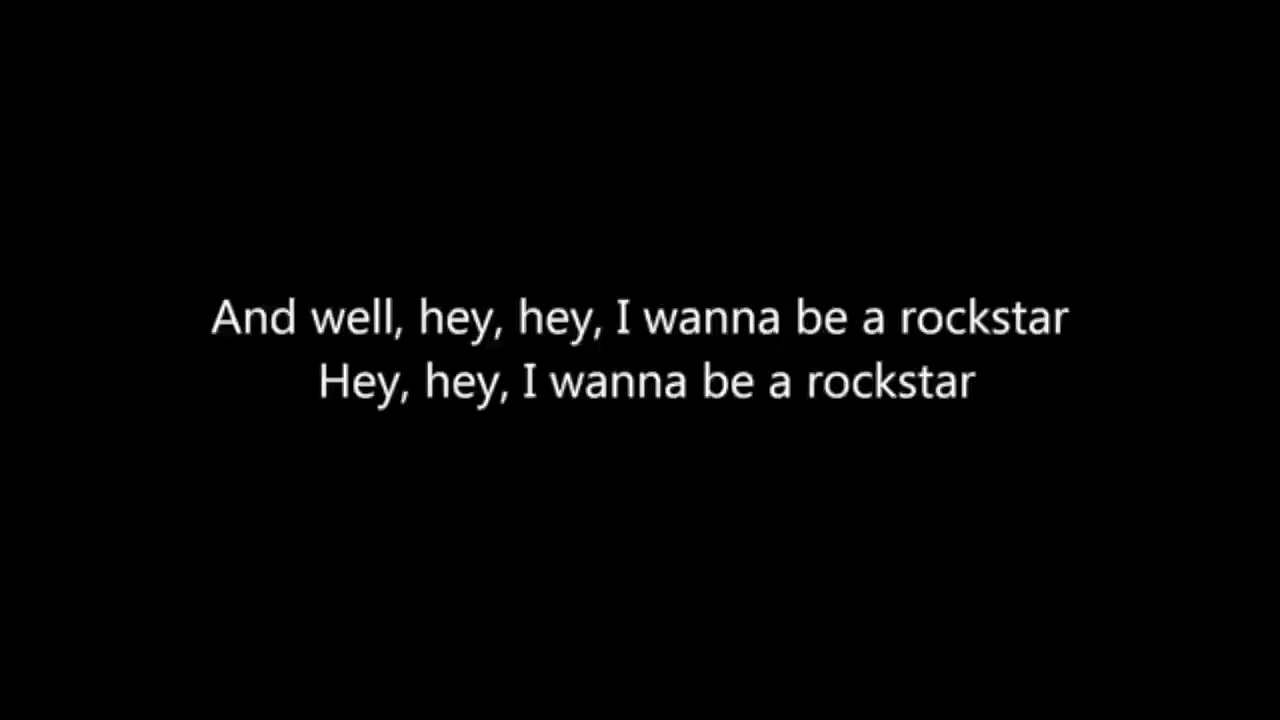 And well, hey, hey, I wanna be a rockstar
Hey, hey, I wanna be a rockstar